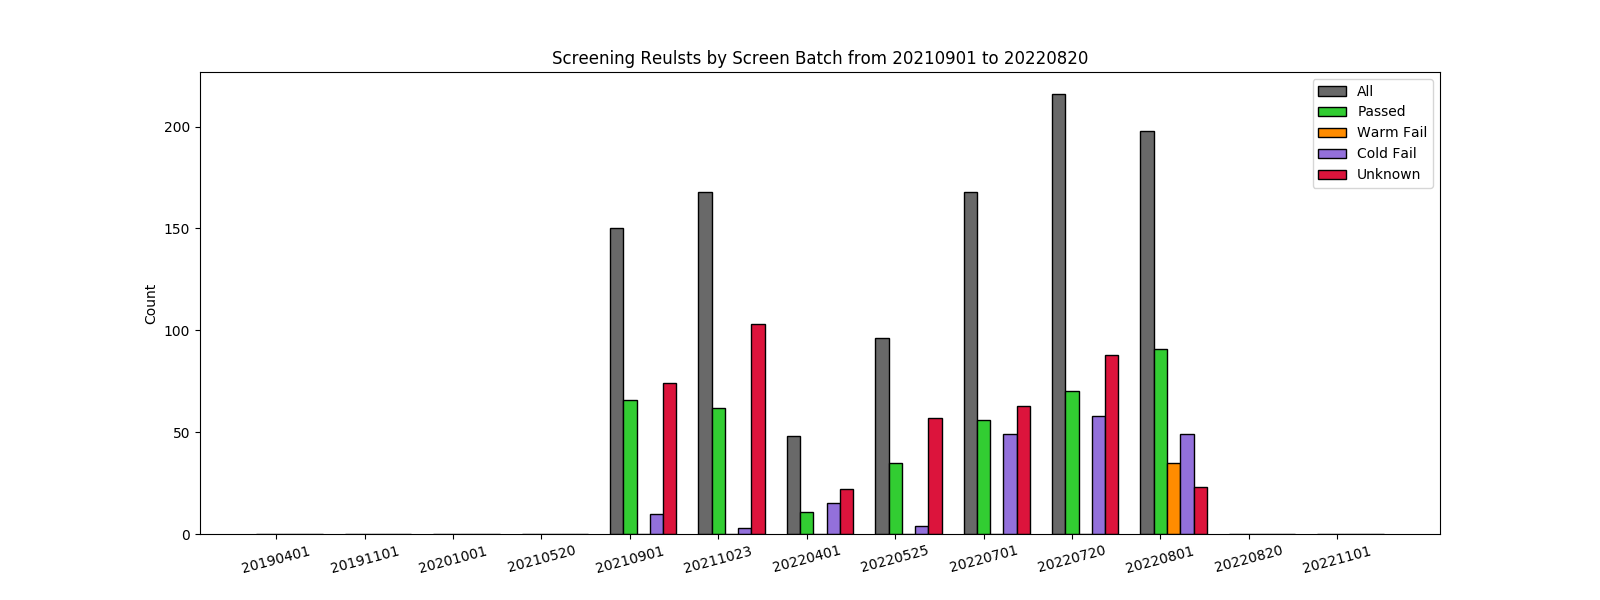 Screening Reulsts by Screen Batch from 20210901 to 20220820
All
Passed
Warm Fail
Cold Fail
Unknown
Count
200
150
100
50
0
20190401 20191101 20201001 20210520 20210901 20211023 20220401 20220525 20220701 20220720 20220801 20220820 20221101